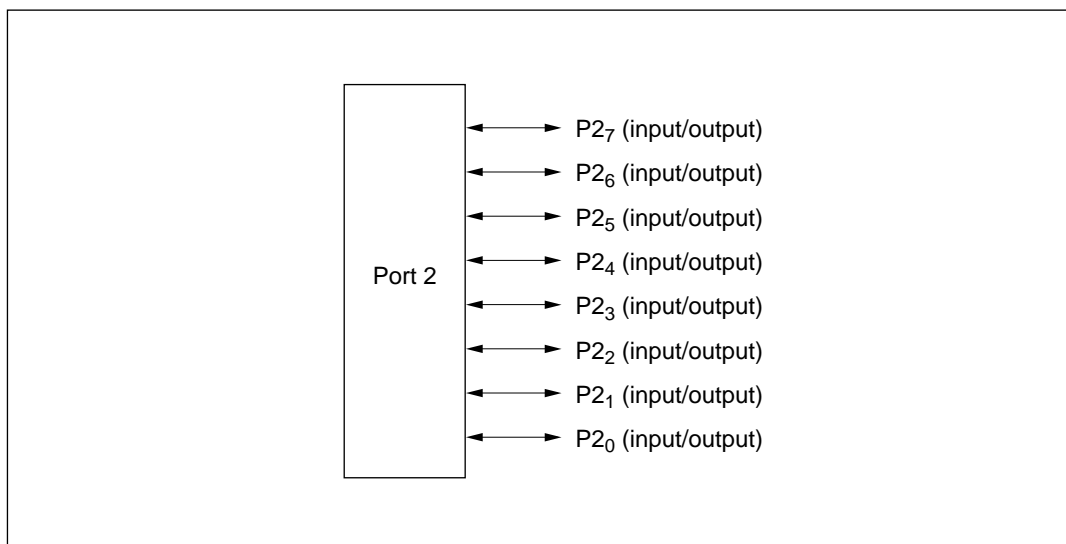 P2₇ (input/output)
P2₆ (input/output)
P2₅ (input/output)
P2₄ (input/output)
Port 2
P2₃ (input/output)
P2₂ (input/output)
P2₁ (input/output)
P2₀ (input/output)